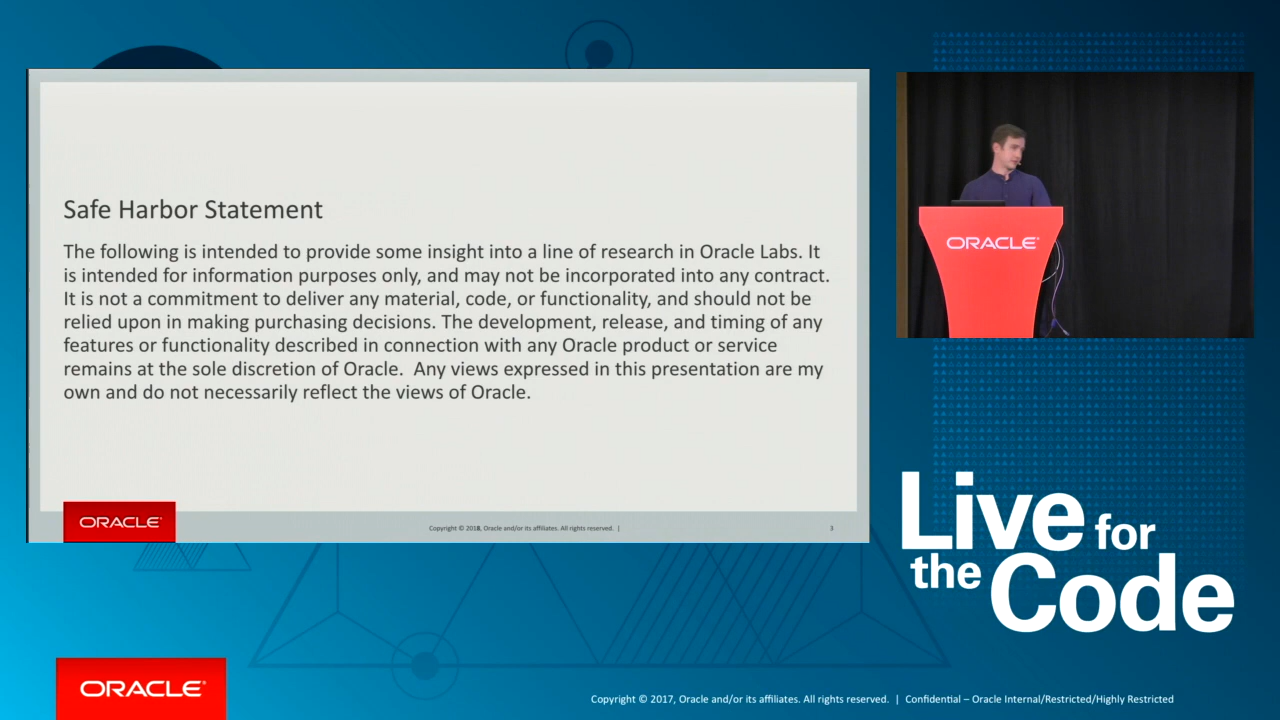 Safe Harbor Statement
The following is intended to provide some insight into a line of research in Oracle Labs. It
is intended for information purposes only, and may not be incorporated into any contract.
It is not a commitment to deliver any material, code, or functionality, and should not be
relied upon in making purchasing decisions. The development, release, and timing of any
features or functionality described in connection with any Oracle product or service
remains at the sole discretion of Oracle.  Any views expressed in this presentation are my
own and do not necessarily reflect the views of Oracle.
ORACLE®
Copyright © 2018, Oracle and/or its affiliates. All rights reserved. |
3
ORACLE®
Live for
the Code
ORACLE®
Copyright © 2017, Oracle and/or its affiliates. All rights reserved. | Confidential – Oracle Internal/Restricted/Highly Restricted